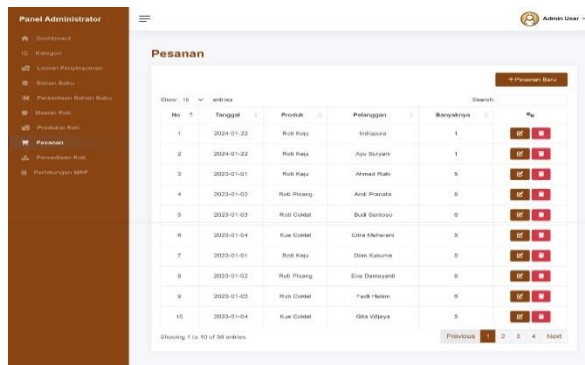 Panel Administrator
Admin User
Dashboard
Kategori
Lemari Penyimpanan
Bahan Baku
Persediaan Bahan Baku
Master Roti
Produksi Roti
Pesanan
Persediaan Roti
Perhitungan MRP
Pesanan
+ Pesanan Baru
Show 10 entries Search:
No Tanggal Produk Pelanggan Banyaknya
1 2024-01-22 Roti Keju Indrapura 1
2 2024-01-22 Roti Keju Ayu Suryani 1
3 2023-01-01 Roti Keju Ahmad Rizki 5
4 2023-01-02 Roti Pisang Andi Pranata 8
5 2023-01-03 Roti Coklat Budi Santoso 6
6 2023-01-04 Kue Coklat Citra Maharani 5
7 2023-01-01 Roti Keju Dian Kusuma 5
8 2023-01-02 Roti Pisang Eva Damayanti 8
9 2023-01-03 Roti Coklat Fadli Hakim 6
10 2023-01-04 Kue Coklat Gita Wijaya 5
Showing 1 to 10 of 36 entries
Previous 1 2 3 4 Next